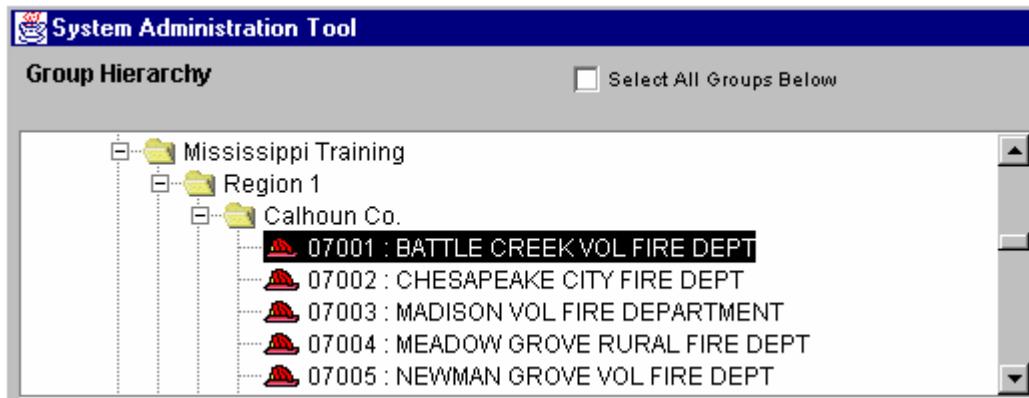 System Administration Tool
Group Hierarchy
Select All Groups Below
Mississippi Training
Region 1
Calhoun Co.
07001 : BATTLE CREEK VOL FIRE DEPT
07002 : CHESAPEAKE CITY FIRE DEPT
07003 : MADISON VOL FIRE DEPARTMENT
07004 : MEADOW GROVE RURAL FIRE DEPT
07005 : NEWMAN GROVE VOL FIRE DEPT